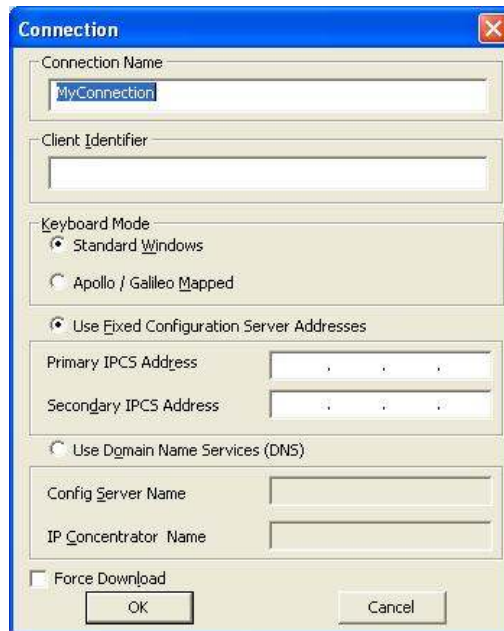 Connection
Connection Name
MyConnection
Client Identifier
Keyboard Mode
Standard Windows
Apollo / Galileo Mapped
Use Fixed Configuration Server Addresses
Primary IPCS Address
. . .
Secondary IPCS Address
. . .
Use Domain Name Services (DNS)
Config Server Name
IP Concentrator Name
Force Download
OK Cancel